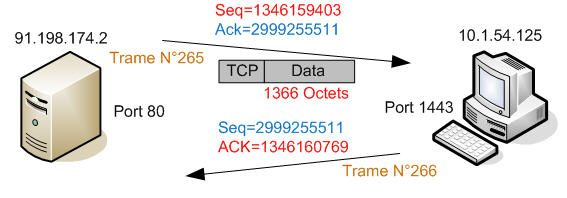 Seq=1346159403
Ack=2999255511
91.198.174.2
10.1.54.125
Trame N°265
TCP Data
1366 Octets
Port 80
Port 1443
Seq=2999255511
ACK=1346160769
Trame N°266